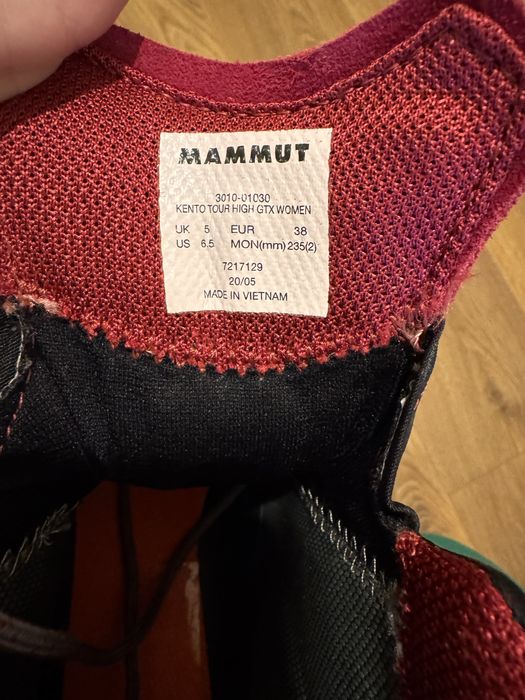 MAMMUT
3010-01030
KENTO TOUR HIGH GTX WOMEN
UK 5 EUR 38
US 6.5 MON(mm) 235(2)
7217129
20/05
MADE IN VIETNAM